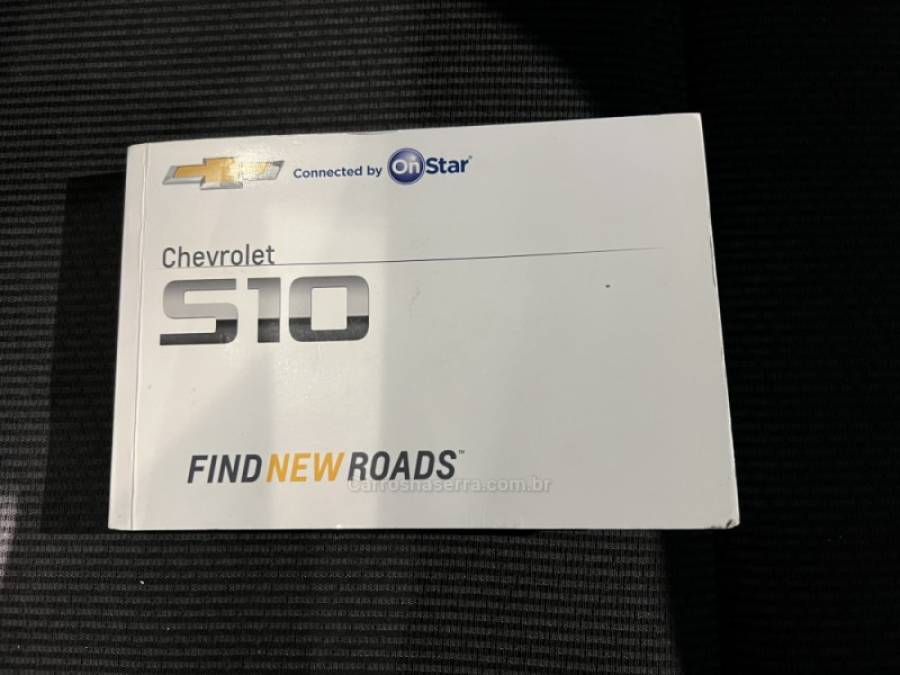 Connected by OnStar®
Chevrolet
S10
FIND NEW ROADS™
Carrosnaserra.com.br